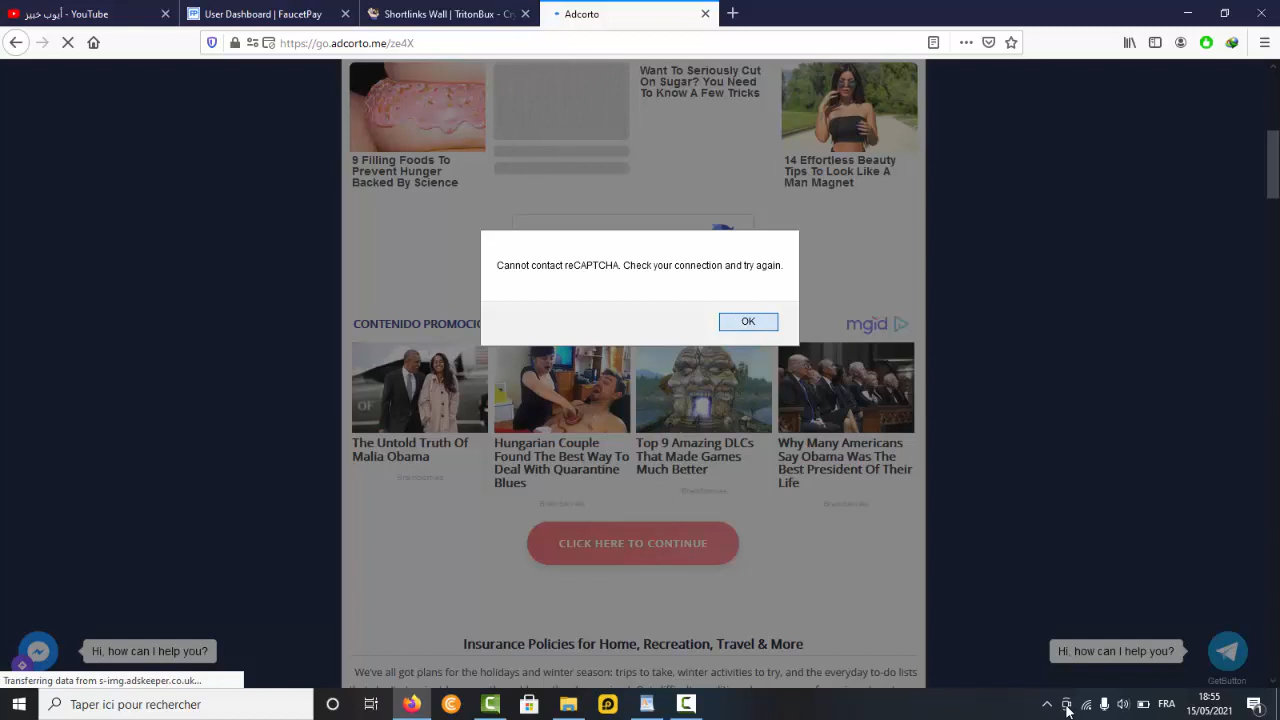 أيوب خبير - YouTube
User Dashboard | FaucetPay
Shortlinks Wall | TritonBux - Cry
Adcorto
https://go.adcorto.me/ze4X
Want To Seriously Cut
On Sugar? You Need
To Know A Few Tricks
9 Filling Foods To
Prevent Hunger
Backed By Science
14 Effortless Beauty
Tips To Look Like A
Man Magnet
Cannot contact reCAPTCHA. Check your connection and try again.
OK
CONTENIDO PROMOCIO
mgid
The Untold Truth Of
Malia Obama
Brainberries
Hungarian Couple
Found The Best Way To
Deal With Quarantine
Blues
Brainberries
Top 9 Amazing DLCs
That Made Games
Much Better
Brainberries
Why Many Americans
Say Obama Was The
Best President Of Their
Life
Brainberries
CLICK HERE TO CONTINUE
Insurance Policies for Home, Recreation, Travel & More
We've all got plans for the holidays and winter season: trips to take, winter activities to try, and the everyday to-do lists
Hi, how can I help you?
Hi, how can I help you?
GetButton
Transferring data from s-img.adskeeper.co.uk...
Taper ici pour rechercher
FRA
18:55
15/05/2021